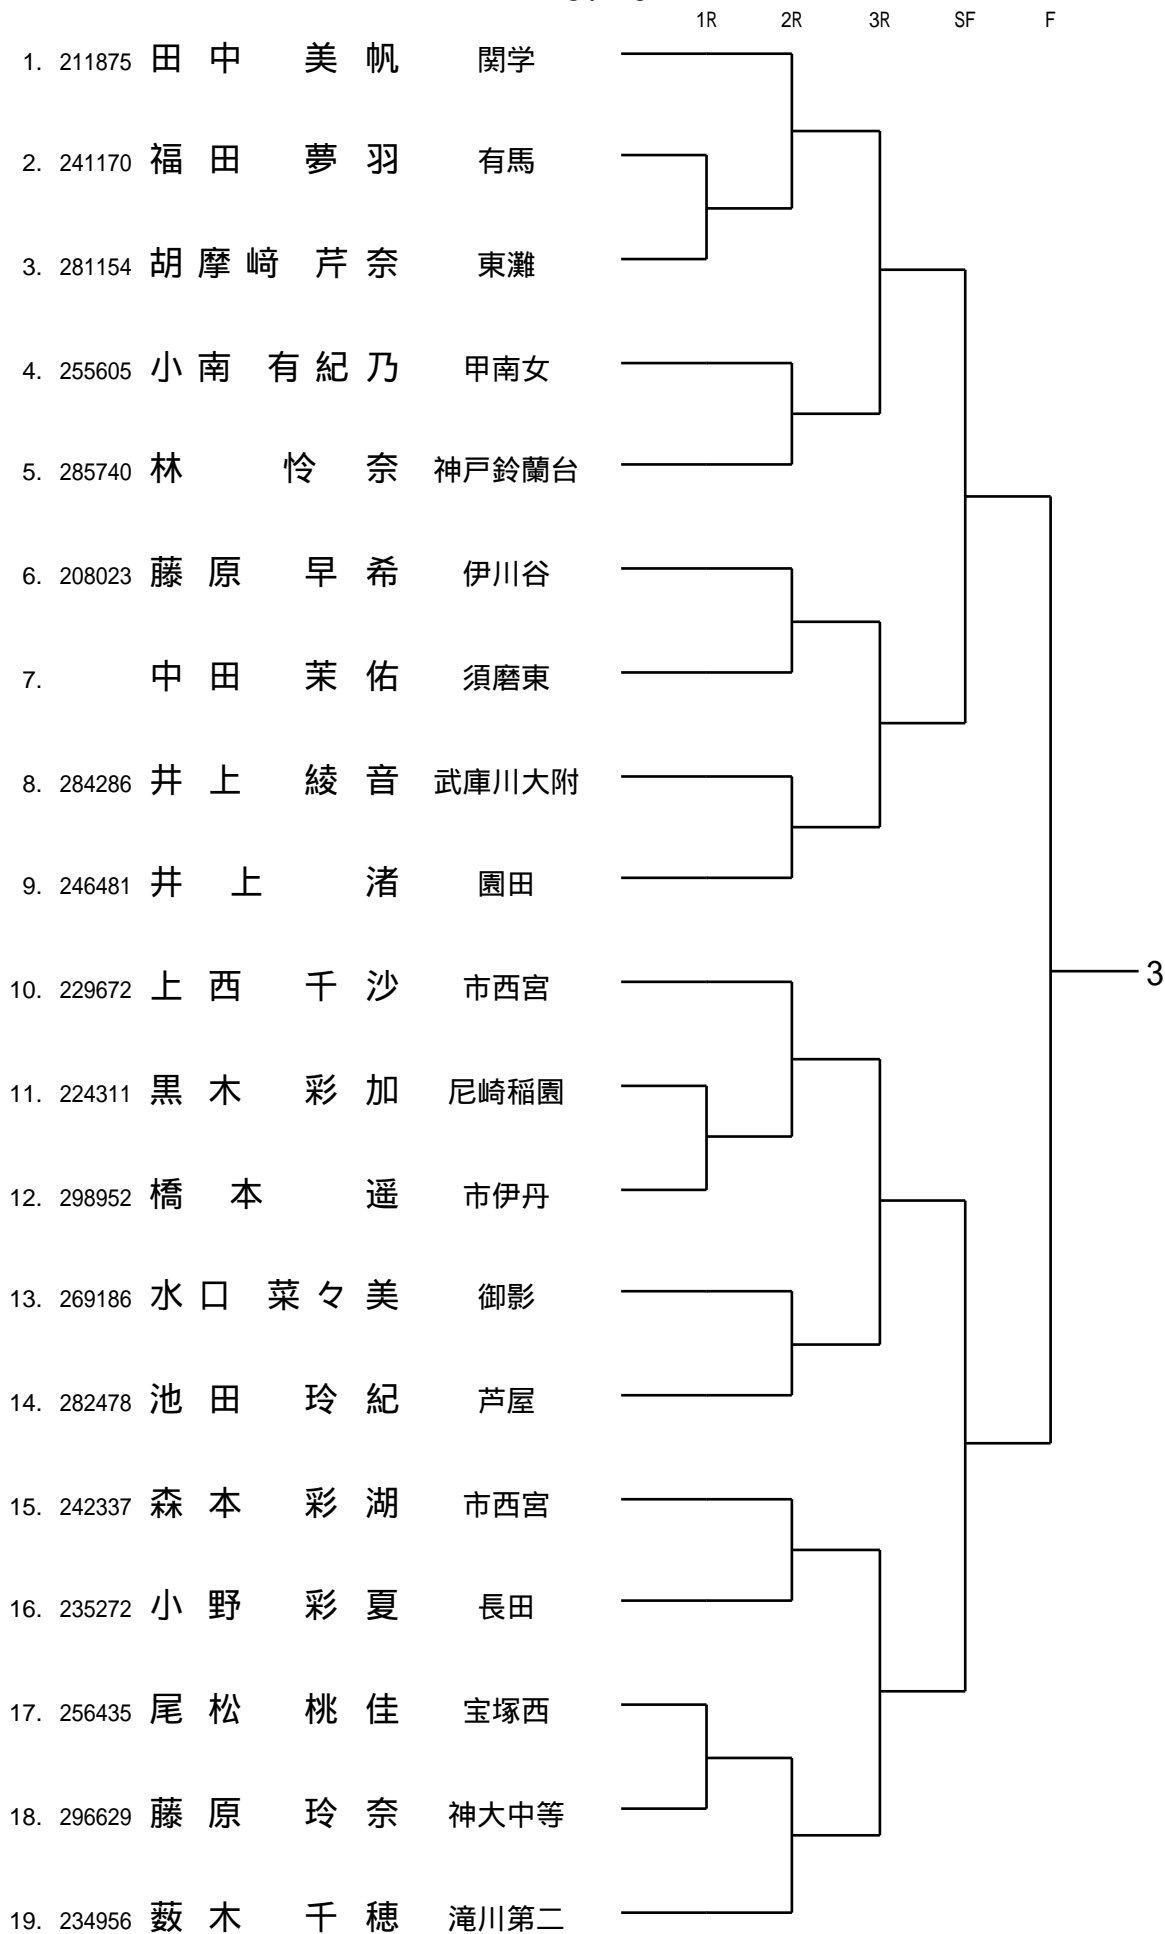 1R 2R 3R SF F
1. 211875 田中 美帆 関学
2. 241170 福田 夢羽 有馬
3. 281154 胡摩﨑 芹奈 東灘
4. 255605 小南 有紀乃 甲南女
5. 285740 林 怜奈 神戸鈴蘭台
6. 208023 藤原 早希 伊川谷
7. 中田 茉佑 須磨東
8. 284286 井上 綾音 武庫川大附
9. 246481 井上 渚 園田
3
10. 229672 上西 千沙 市西宮
11. 224311 黒木 彩加 尼崎稲園
12. 298952 橋本 遥 市伊丹
13. 269186 水口 菜々美 御影
14. 282478 池田 玲紀 芦屋
15. 242337 森本 彩湖 市西宮
16. 235272 小野 彩夏 長田
17. 256435 尾松 桃佳 宝塚西
18. 296629 藤原 玲奈 神大中等
19. 234956 薮木 千穂 滝川第二